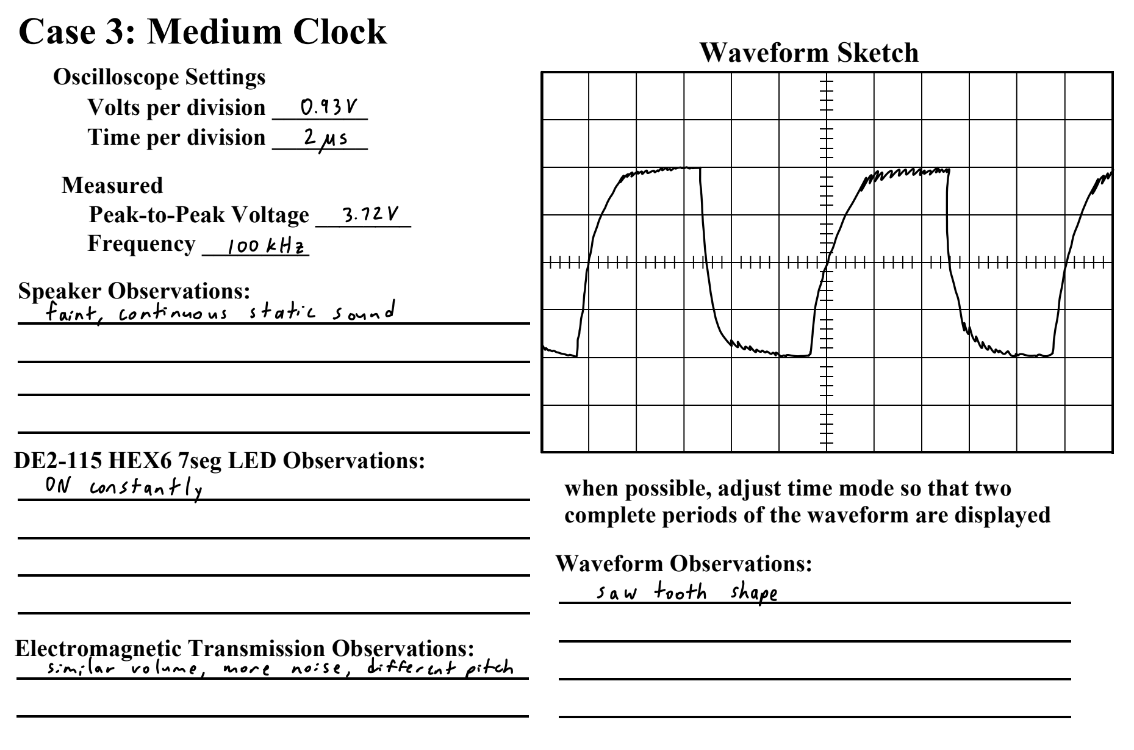 Case 3: Medium Clock
Oscilloscope Settings
Volts per division 0.93V
Time per division 2 μs
Measured
Peak-to-Peak Voltage 3.72V
Frequency 100 kHz
Speaker Observations:
faint, continuous static sound
DE2-115 HEX6 7seg LED Observations:
ON constantly
Electromagnetic Transmission Observations:
similar volume, more noise, different pitch
Waveform Sketch
when possible, adjust time mode so that two
complete periods of the waveform are displayed
Waveform Observations:
saw tooth shape